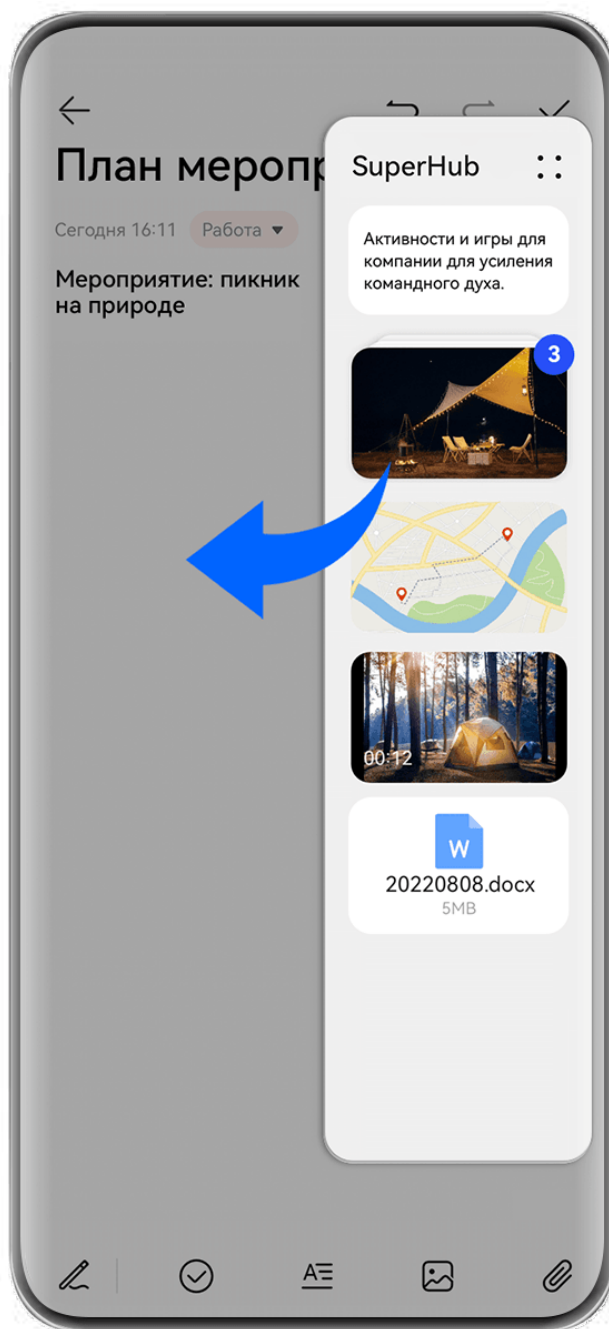 План меропр
Сегодня 16:11 Работа
Мероприятие: пикник
на природе
SuperHub
Активности и игры для
компании для усиления
командного духа.
3
00:12
W
20220808.docx
5MB